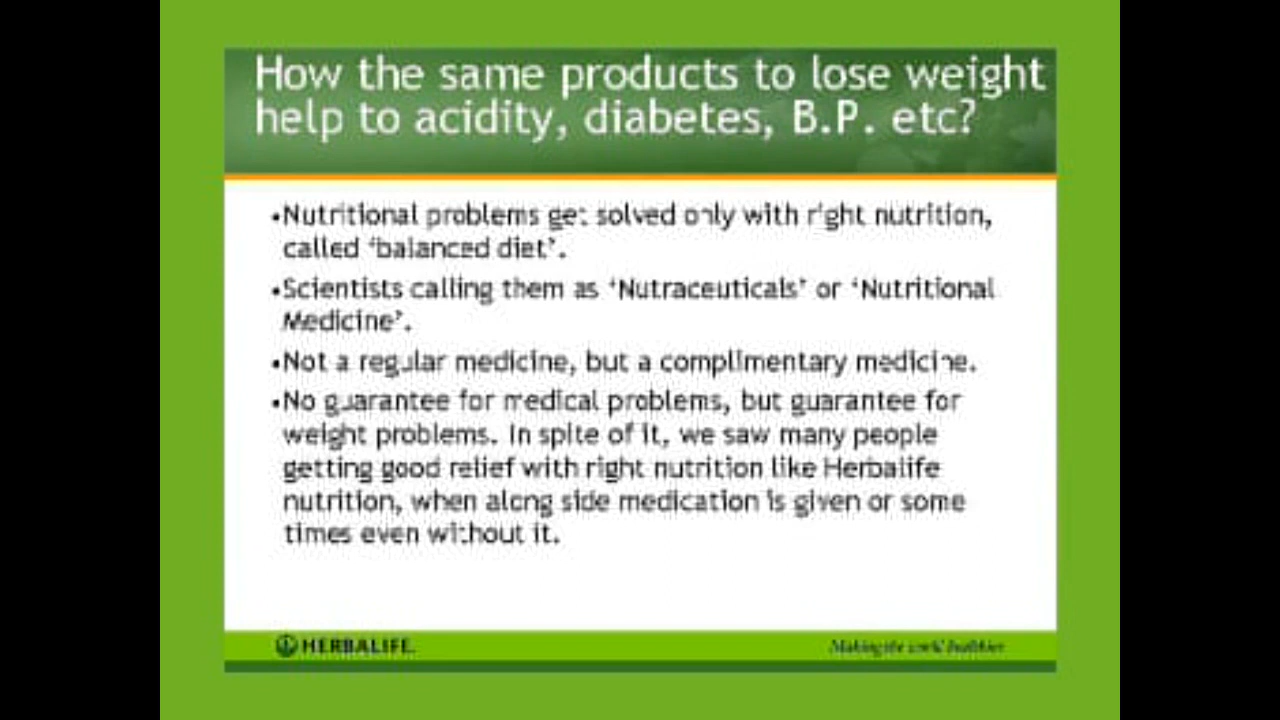 How the same products to lose weight
help to acidity, diabetes, B.P. etc?
•Nutritional problems get solved only with right nutrition,
called ‘balanced diet’.
•Scientists calling them as ‘Nutraceuticals’ or ‘Nutritional
Medicine’.
•Not a regular medicine, but a complimentary medicine.
•No guarantee for medical problems, but guarantee for
weight problems. In spite of it, we saw many people
getting good relief with right nutrition like Herbalife
nutrition, when along side medication is given or some
times even without it.
HERBALIFE.
Making the world healthier